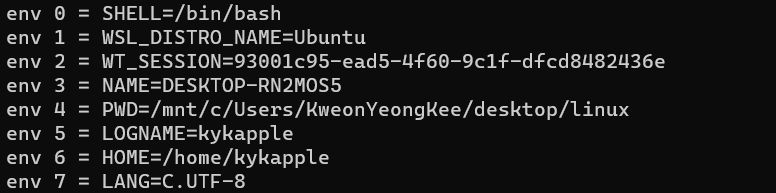 env 0 = SHELL=/bin/bash
env 1 = WSL_DISTRO_NAME=Ubuntu
env 2 = WT_SESSION=93001c95-ead5-4f60-9c1f-dfcd8482436e
env 3 = NAME=DESKTOP-RN2MOS5
env 4 = PWD=/mnt/c/Users/KweonYeongKee/desktop/linux
env 5 = LOGNAME=kykapple
env 6 = HOME=/home/kykapple
env 7 = LANG=C.UTF-8